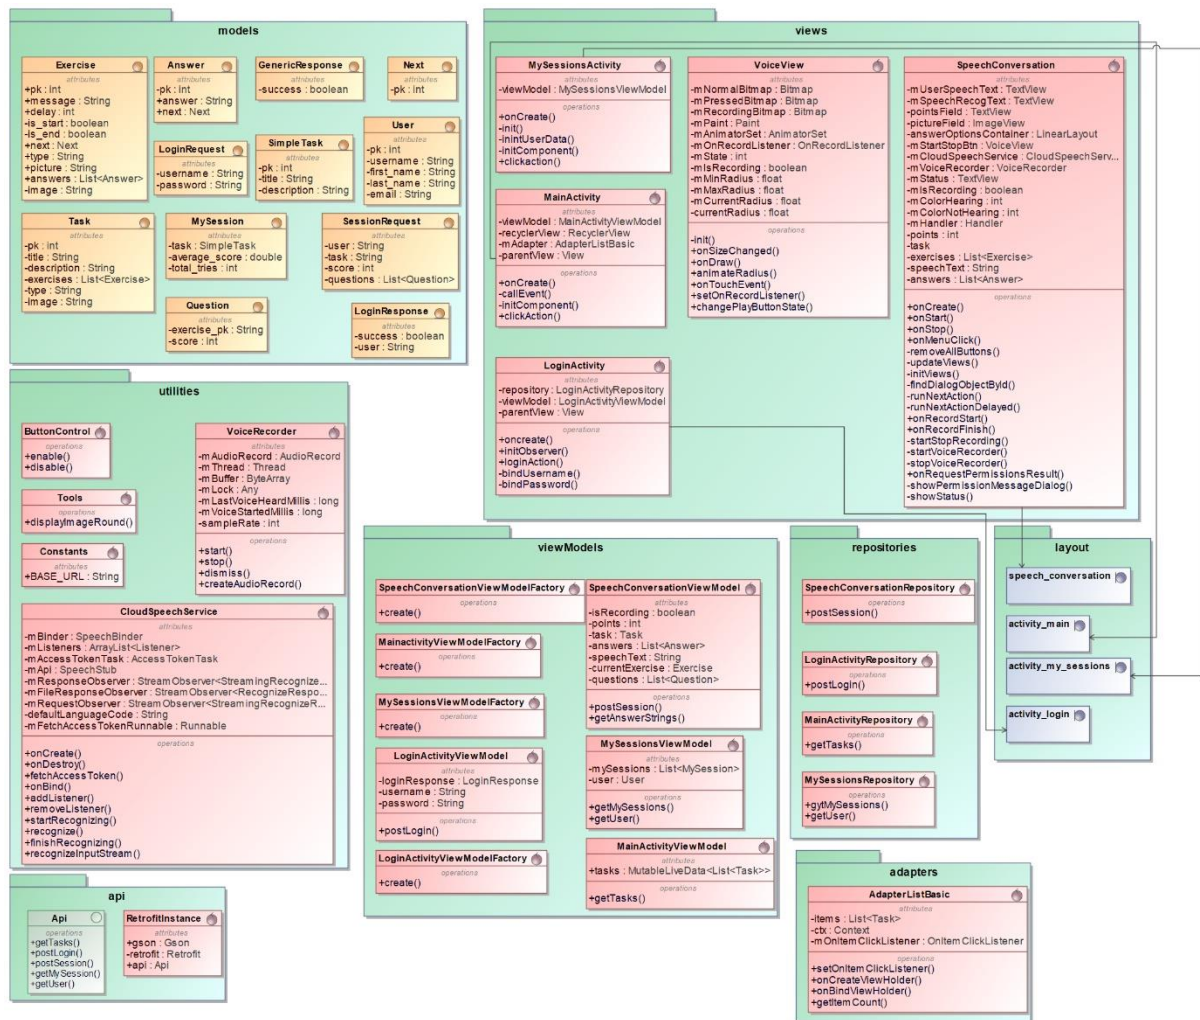 models
Exercise
attributes
+pk : int
+message : String
+delay : int
-is_start : boolean
-is_end : boolean
+next : Next
+type : String
+picture : String
+answers : List<Answer>
-image : String
Answer
attributes
-pk : int
+answer : String
+next : Next
GenericResponse
attributes
-success : boolean
Next
attributes
-pk : int
LoginRequest
attributes
-username : String
-password : String
SimpleTask
attributes
-pk : int
-title : String
-description : String
User
attributes
-pk : int
-username : String
-first_name : String
-last_name : String
-email : String
Task
attributes
-pk : int
-title : String
-description : String
-exercises : List<Exercise>
-type : String
-image : String
MySession
attributes
-task : SimpleTask
-average_score : double
-total_tries : int
SessionRequest
attributes
-user : String
-task : String
-score : int
-questions : List<Question>
Question
attributes
-exercise_pk : String
-score : int
LoginResponse
attributes
-success : boolean
-user : String
views
MySessionsActivity
attributes
-viewModel : MySessionsViewModel
operations
+onCreate()
-init()
-inintUserData()
-initComponent()
+clickaction()
MainActivity
attributes
-viewModel : MainActivityViewModel
-recyclerView : RecyclerView
-mAdapter : AdapterListBasic
-parentView : View
operations
+onCreate()
-callEvent()
-initComponent()
+clickAction()
LoginActivity
attributes
-repository : LoginActivityRepository
-viewModel : LoginActivityViewModel
-parentView : View
operations
+oncreate()
+initObserver()
+loginAction()
-bindUsername()
-bindPassword()
VoiceView
attributes
-mNormalBitmap : Bitmap
-mPressedBitmap : Bitmap
-mRecordingBitmap : Bitmap
-mPaint : Paint
-mAnimatorSet : AnimatorSet
-mOnRecordListener : OnRecordListener
-mState : int
-mIsRecording : boolean
-mMinRadius : float
-mMaxRadius : float
-mCurrentRadius : float
-currentRadius : float
operations
-init()
+onSizeChanged()
+onDraw()
+animateRadius()
+onTouchEvent()
+setOnRecordListener()
+changePlayButtonState()
SpeechConversation
attributes
-mUserSpeechText : TextView
-mSpeechRecogText : TextView
-pointsField : TextView
-pictureField : ImageView
-answerOptionsContainer : LinearLayout
-mStartStopBtn : VoiceView
-mCloudSpeechService : CloudSpeechServ...
-mVoiceRecorder : VoiceRecorder
-mStatus : TextView
-mIsRecording : boolean
-mColorHearing : int
-mColorNotHearing : int
-mHandler : Handler
-points : int
-task
-exercises : List<Exercise>
-speechText : String
-answers : List<Answer>
operations
+onCreate()
+onStart()
+onStop()
+onMenuClick()
-removeAllButtons()
-updateViews()
-initViews()
-findDialogObjectById()
-runNextAction()
-runNextActionDelayed()
+onRecordStart()
+onRecordFinish()
-startStopRecording()
-startVoiceRecorder()
-stopVoiceRecorder()
+onRequestPermissionsResult()
-showPermissionMessageDialog()
-showStatus()
utilities
ButtonControl
operations
+enable()
+disable()
Tools
operations
+displayImageRound()
Constants
attributes
+BASE_URL : String
VoiceRecorder
attributes
-mAudioRecord : AudioRecord
-mThread : Thread
-mBuffer : ByteArray
-mLock : Any
-mLastVoiceHeardMillis : long
-mVoiceStartedMillis : long
-sampleRate : int
operations
+start()
+stop()
+dismiss()
+createAudioRecord()
CloudSpeechService
attributes
-mBinder : SpeechBinder
-mListeners : ArrayList<Listener>
-mAccessTokenTask : AccessTokenTask
-mApi : SpeechStub
-mResponseObserver : StreamObserver<StreamingRecognize...
-mFileResponseObserver : StreamObserver<RecognizeRespo...
-mRequestObserver : StreamObserver<StreamingRecognizeR...
-defaultLanguageCode : String
-mFetchAccessTokenRunnable : Runnable
operations
+onCreate()
+onDestroy()
+fetchAccessToken()
+onBind()
+addListener()
+removeListener()
+startRecognizing()
+recognize()
+finishRecognizing()
+recognizeInputStream()
viewModels
SpeechConversationViewModelFactory
operations
+create()
MainactivityViewModelFactory
operations
+create()
MySessionsViewModelFactory
operations
+create()
LoginActivityViewModel
attributes
-loginResponse : LoginResponse
-username : String
-password : String
operations
+postLogin()
LoginActivityViewModelFactory
operations
+create()
SpeechConversationViewModel
attributes
-isRecording : boolean
-points : int
-task : Task
-answers : List<Answer>
-speechText : String
-currentExercise : Exercise
-questions : List<Question>
operations
+postSession()
+getAnswerStrings()
MySessionsViewModel
attributes
-mySessions : List<MySession>
-user : User
operations
+getMySessions()
+getUser()
MainActivityViewModel
attributes
+tasks : MutableLiveData<List<Task>>
operations
+getTasks()
repositories
SpeechConversationRepository
operations
+postSession()
LoginActivityRepository
operations
+postLogin()
MainActivityRepository
operations
+getTasks()
MySessionsRepository
operations
+gytMySessions()
+getUser()
layout
speech_conversation
activity_main
activity_my_sessions
activity_login
api
Api
operations
+getTasks()
+postLogin()
+postSession()
+getMySession()
+getUser()
RetrofitInstance
attributes
+gson : Gson
-retrofit : Retrofit
+api : Api
adapters
AdapterListBasic
attributes
-items : List<Task>
-ctx : Context
-mOnItemClickListener : OnItemClickListener
operations
+setOnItemClickListener()
+onCreateViewHolder()
+onBindViewHolder()
+getItemCount()